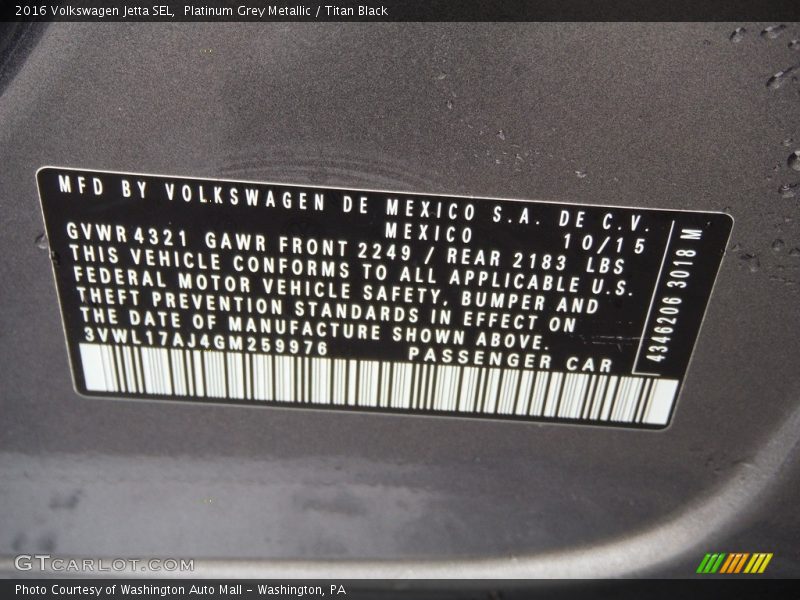 2016 Volkswagen Jetta SEL,  Platinum Grey Metallic / Titan Black
MFD BY VOLKSWAGEN DE MEXICO S.A. DE C.V.
MEXICO 10/15
GVWR4321 GAWR FRONT 2249 / REAR 2183 LBS
THIS VEHICLE CONFORMS TO ALL APPLICABLE U.S.
FEDERAL MOTOR VEHICLE SAFETY, BUMPER AND
THEFT PREVENTION STANDARDS IN EFFECT ON
THE DATE OF MANUFACTURE SHOWN ABOVE.
3VWL17AJ4GM259976 PASSENGER CAR
4346206 3018 M
GTCARLOT.COM
Photo Courtesy of Washington Auto Mall - Washington, PA